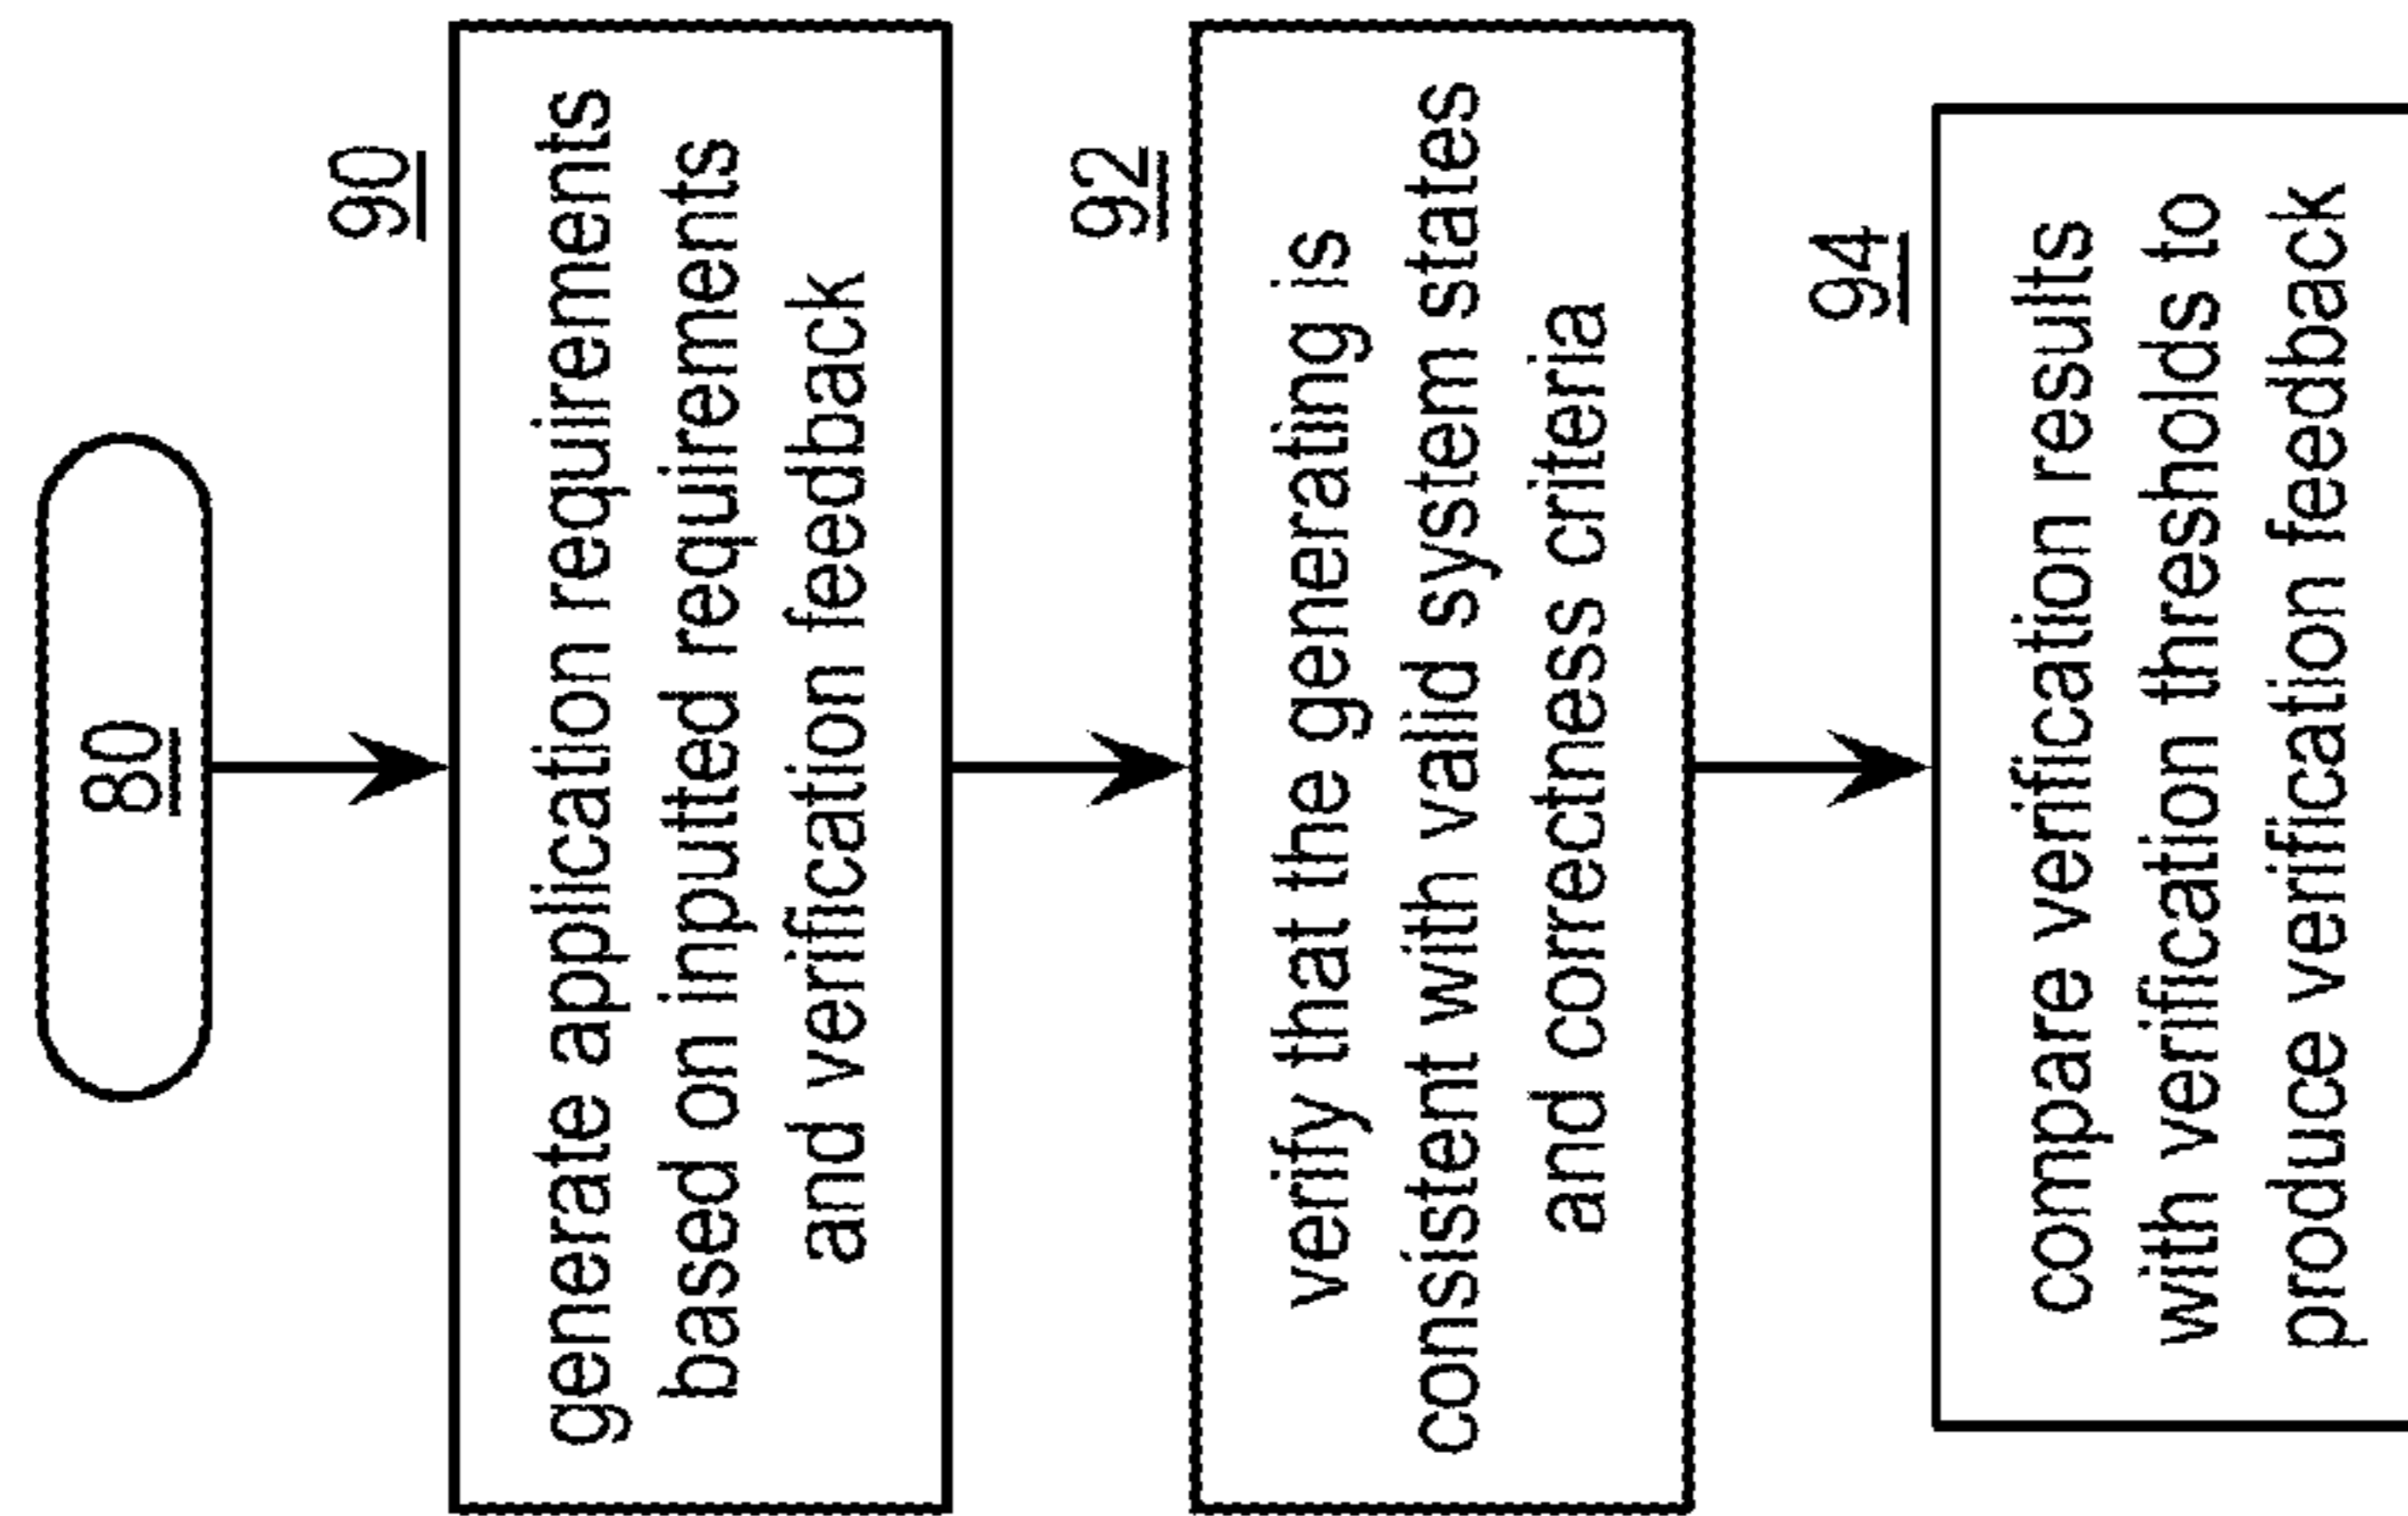 80
90
generate application requirements
based on inputted requirements
and verification feedback
92
verify that the generating is
consistent with valid system states
and correctness criteria
94
compare verification results
with verification thresholds to
produce verification feedback